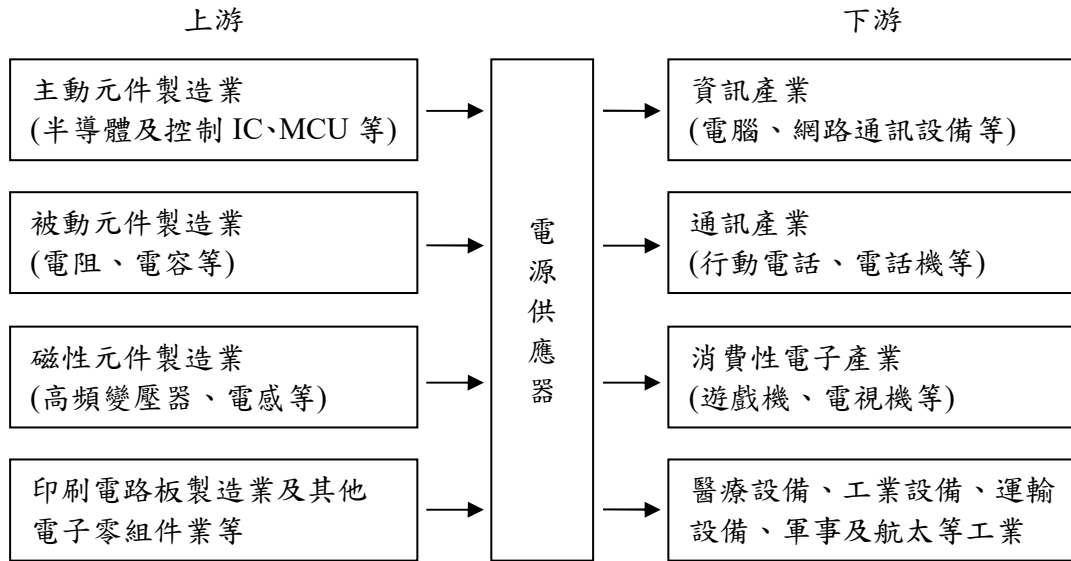 上游
下游
主動元件製造業
(半導體及控制 IC、MCU 等)
被動元件製造業
(電阻、電容等)
磁性元件製造業
(高頻變壓器、電感等)
印刷電路板製造業及其他
電子零組件業等
電
源
供
應
器
資訊產業
(電腦、網路通訊設備等)
通訊產業
(行動電話、電話機等)
消費性電子產業
(遊戲機、電視機等)
醫療設備、工業設備、運輸
設備、軍事及航太等工業